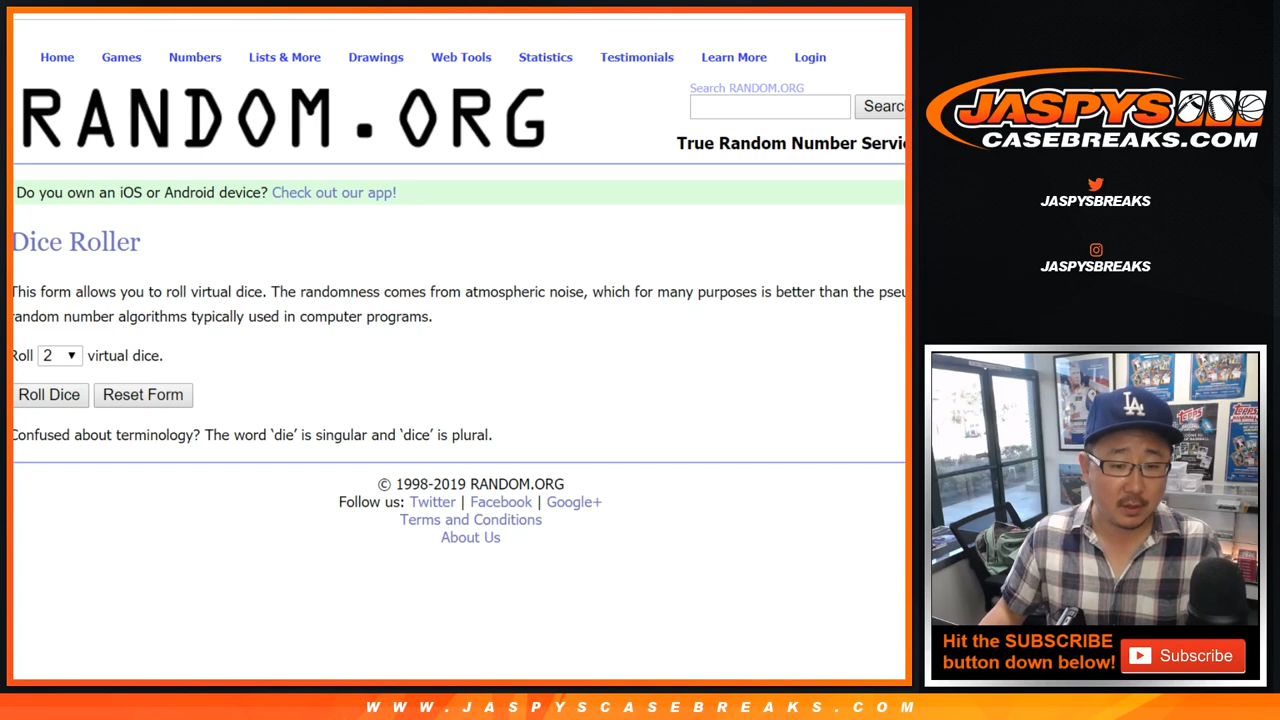 Home Games Numbers Lists & More Drawings Web Tools Statistics Testimonials Learn More Login
Search RANDOM.ORG
RANDOM.ORG
Searc
True Random Number Servi
Do you own an iOS or Android device? Check out our app!
Dice Roller
This form allows you to roll virtual dice. The randomness comes from atmospheric noise, which for many purposes is better than the pseu
random number algorithms typically used in computer programs.
Roll 2 virtual dice.
Roll Dice Reset Form
Confused about terminology? The word ‘die’ is singular and ‘dice’ is plural.
© 1998-2019 RANDOM.ORG
Follow us: Twitter | Facebook | Google+
Terms and Conditions
About Us
JASPYS
CASEBREAKS.COM
JASPYSBREAKS
JASPYSBREAKS
LA
TOPPS
TOPPS
Hit the SUBSCRIBE
button down below!
Subscribe
WWW.JASPYSCASEBREAKS.COM